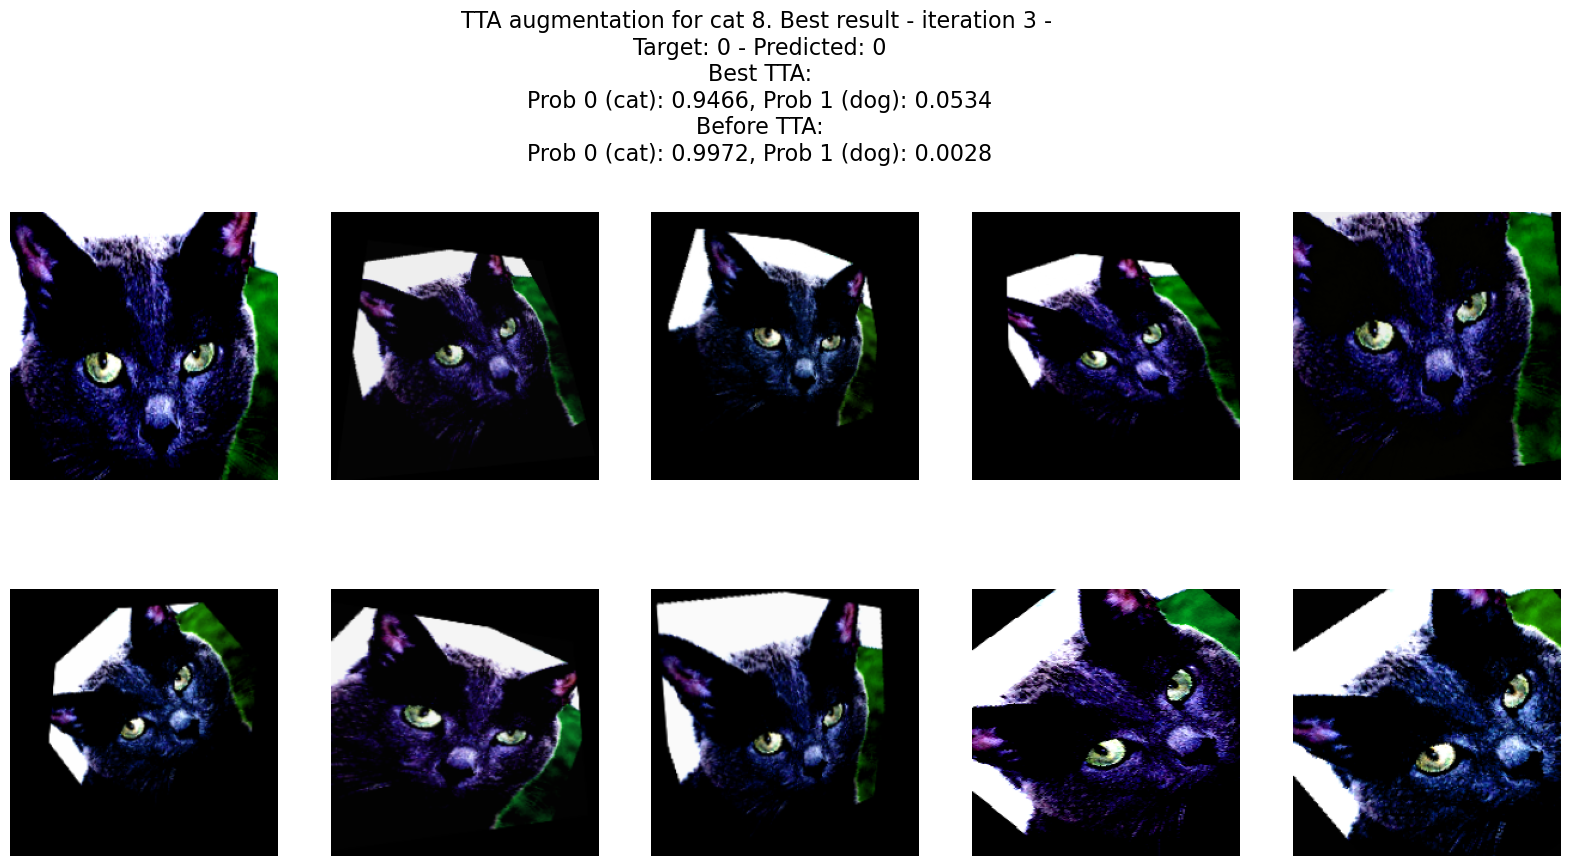 TTA augmentation for cat 8. Best result - iteration 3 -
Target: 0 - Predicted: 0
Best TTA:
Prob 0 (cat): 0.9466, Prob 1 (dog): 0.0534
Before TTA:
Prob 0 (cat): 0.9972, Prob 1 (dog): 0.0028